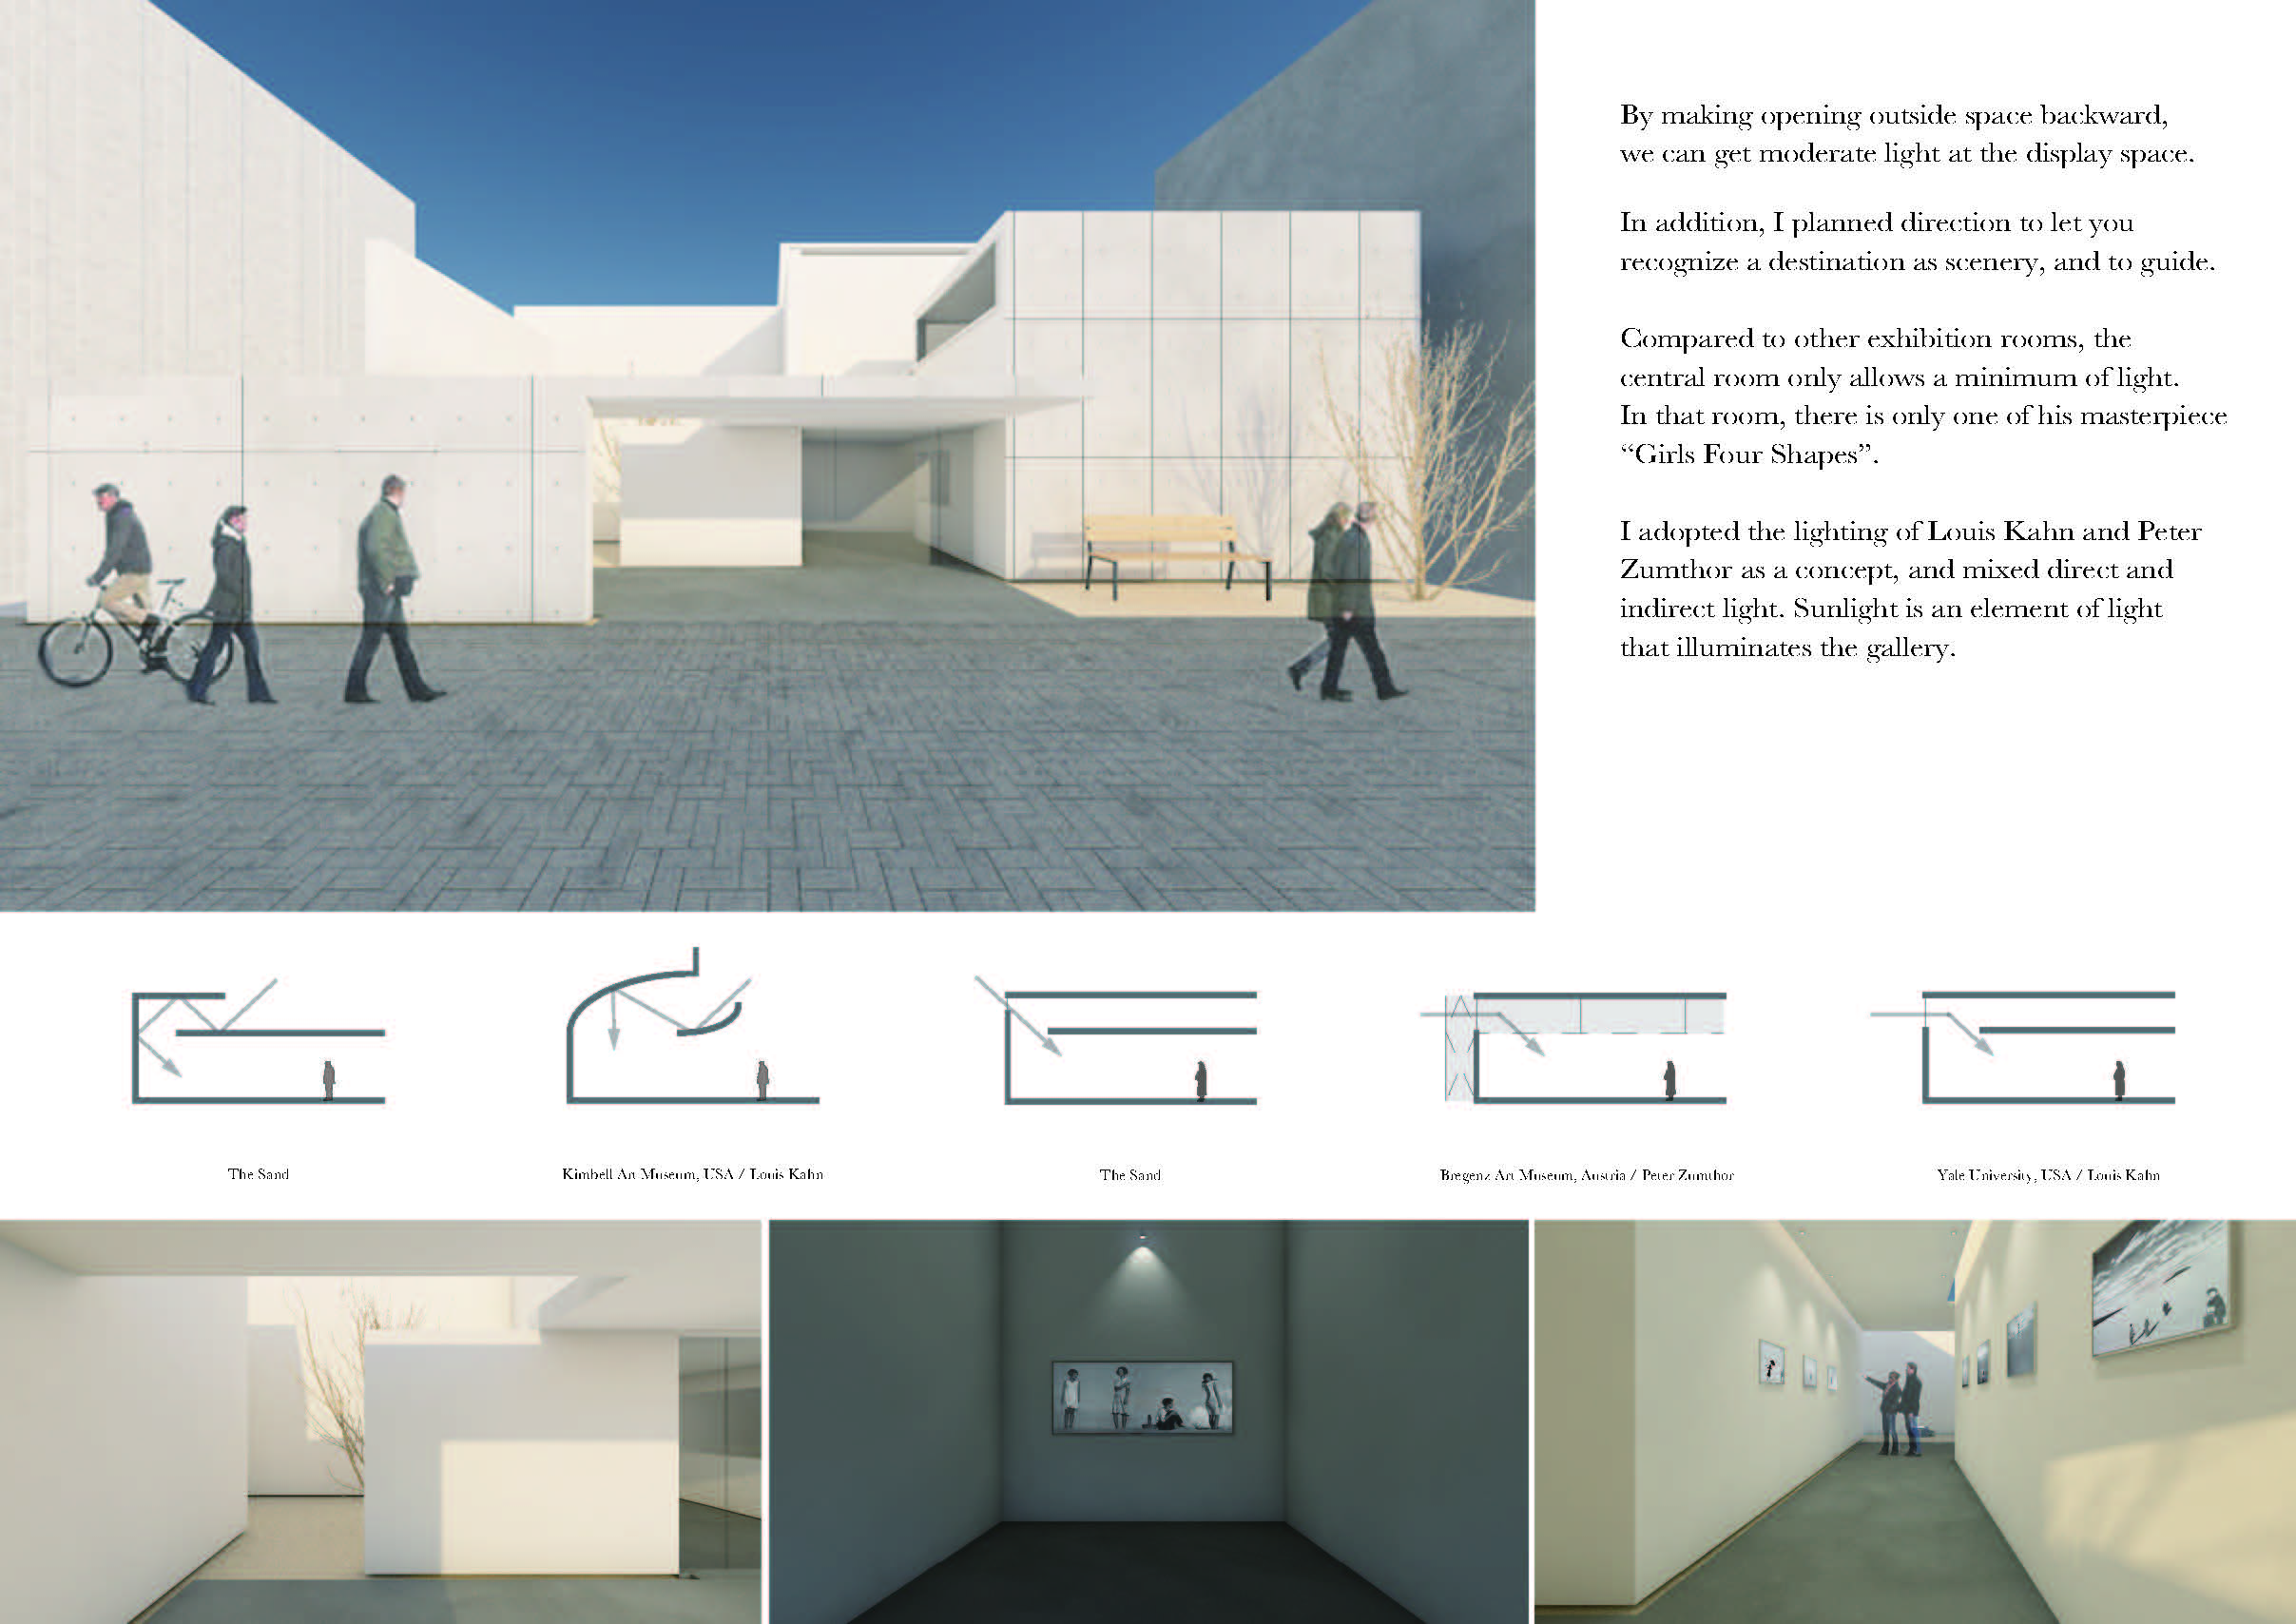 By making opening outside space backward,
we can get moderate light at the display space.
In addition, I planned direction to let you
recognize a destination as scenery, and to guide.
Compared to other exhibition rooms, the
central room only allows a minimum of light.
In that room, there is only one of his masterpiece
“Girls Four Shapes”.
I adopted the lighting of Louis Kahn and Peter
Zumthor as a concept, and mixed direct and
indirect light. Sunlight is an element of light
that illuminates the gallery.
The Sand
Kimbell Art Museum, USA / Louis Kahn
The Sand
Bregenz Art Museum, Austria / Peter Zumthor
Yale University, USA / Louis Kahn